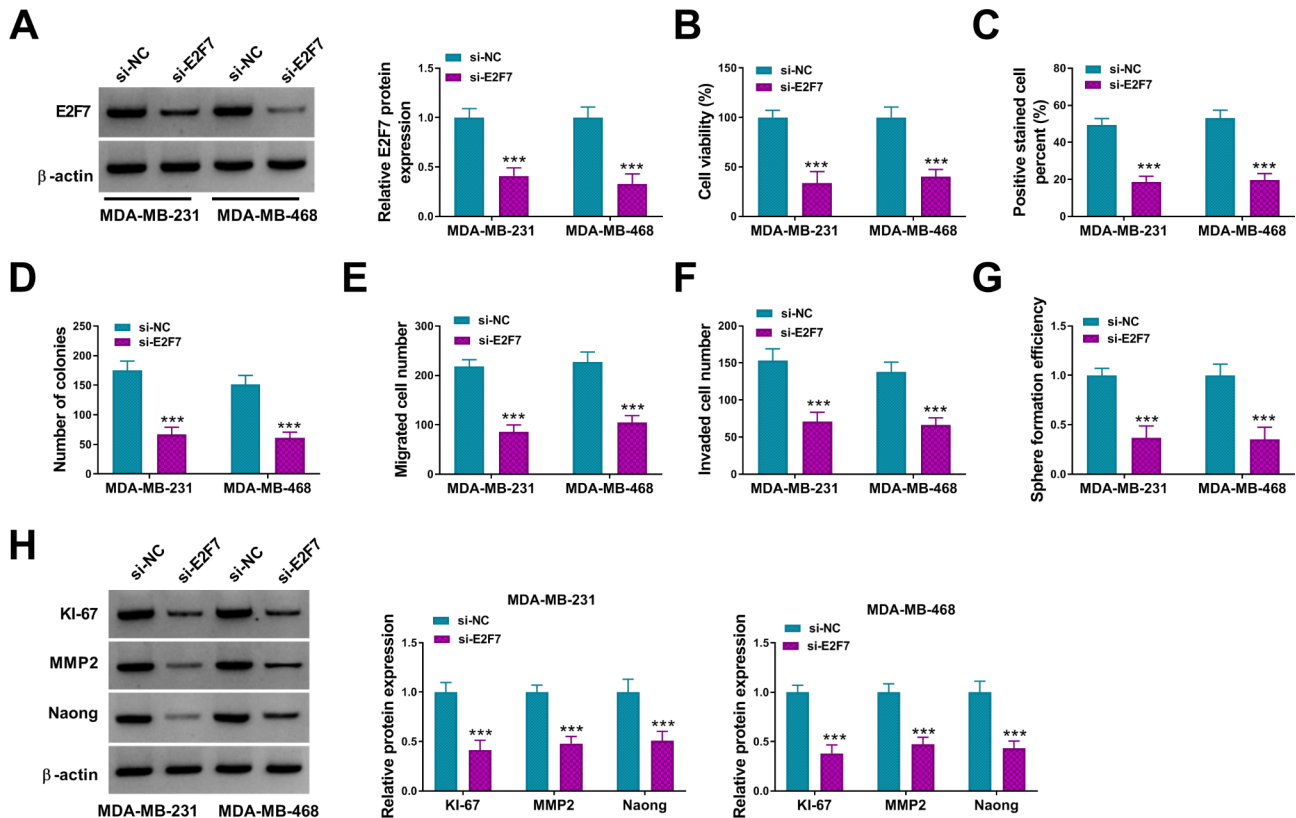 A
si-NC
si-E2F7
si-NC
si-E2F7
E2F7
β-actin
MDA-MB-231
MDA-MB-468
Relative E2F7 protein
expression
1.5
1.0
0.5
0.0
si-NC
si-E2F7
***
***
MDA-MB-231
MDA-MB-468
B
Cell viability (%)
150
100
50
0
si-NC
si-E2F7
***
***
MDA-MB-231
MDA-MB-468
C
Positive stained cell
percent (%)
80
60
40
20
0
si-NC
si-E2F7
***
***
MDA-MB-231
MDA-MB-468
D
Number of colonies
250
200
150
100
50
0
si-NC
si-E2F7
***
***
MDA-MB-231
MDA-MB-468
E
Migrated cell number
300
200
100
0
si-NC
si-E2F7
***
***
MDA-MB-231
MDA-MB-468
F
Invaded cell number
200
150
100
50
0
si-NC
si-E2F7
***
***
MDA-MB-231
MDA-MB-468
G
Sphere formation efficiency
1.5
1.0
0.5
0.0
si-NC
si-E2F7
***
***
MDA-MB-231
MDA-MB-468
H
si-NC
si-E2F7
si-NC
si-E2F7
KI-67
MMP2
Naong
β-actin
MDA-MB-231
MDA-MB-468
MDA-MB-231
Relative protein expression
1.5
1.0
0.5
0.0
si-NC
si-E2F7
***
***
***
KI-67
MMP2
Naong
MDA-MB-468
Relative protein expression
1.5
1.0
0.5
0.0
si-NC
si-E2F7
***
***
***
KI-67
MMP2
Naong